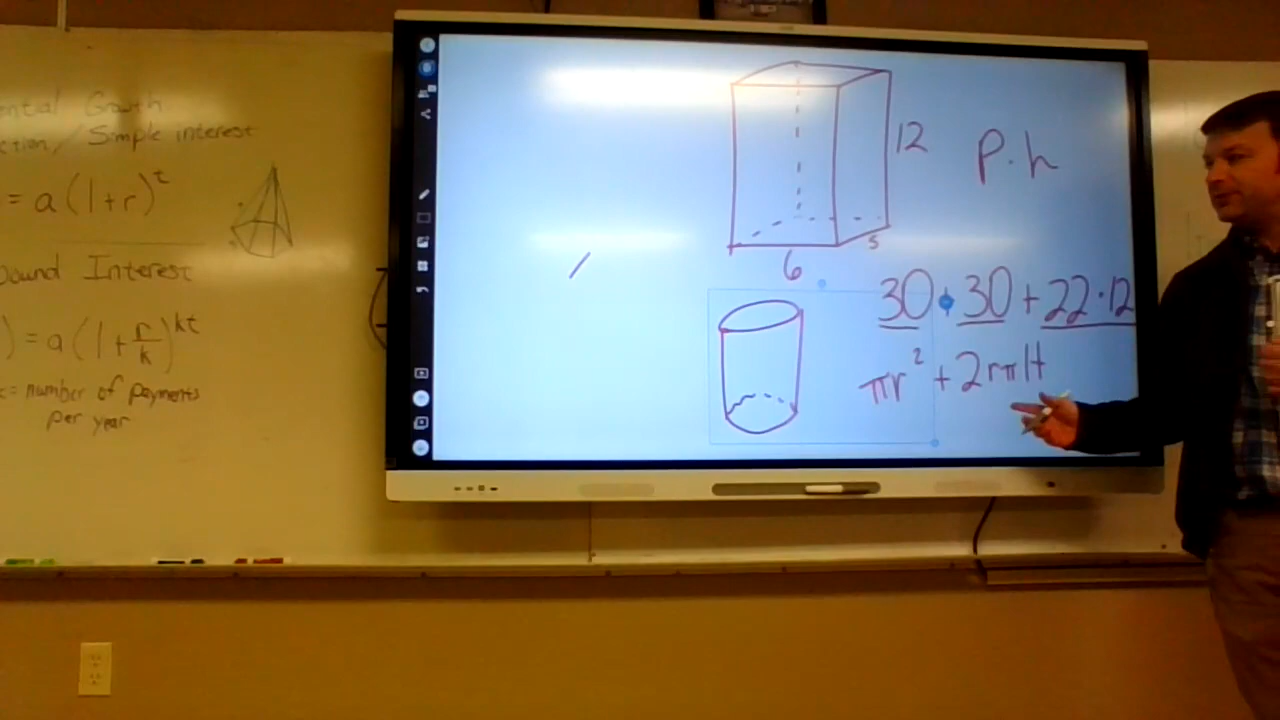 ential Growth
ction / Simple interest
= a(1+r)^t
ound Interest
) = a(1+r/k)^kt
= number of payments
per year
12
P.h
5
6
30 + 30 + 22·12
πr² + 2rπH